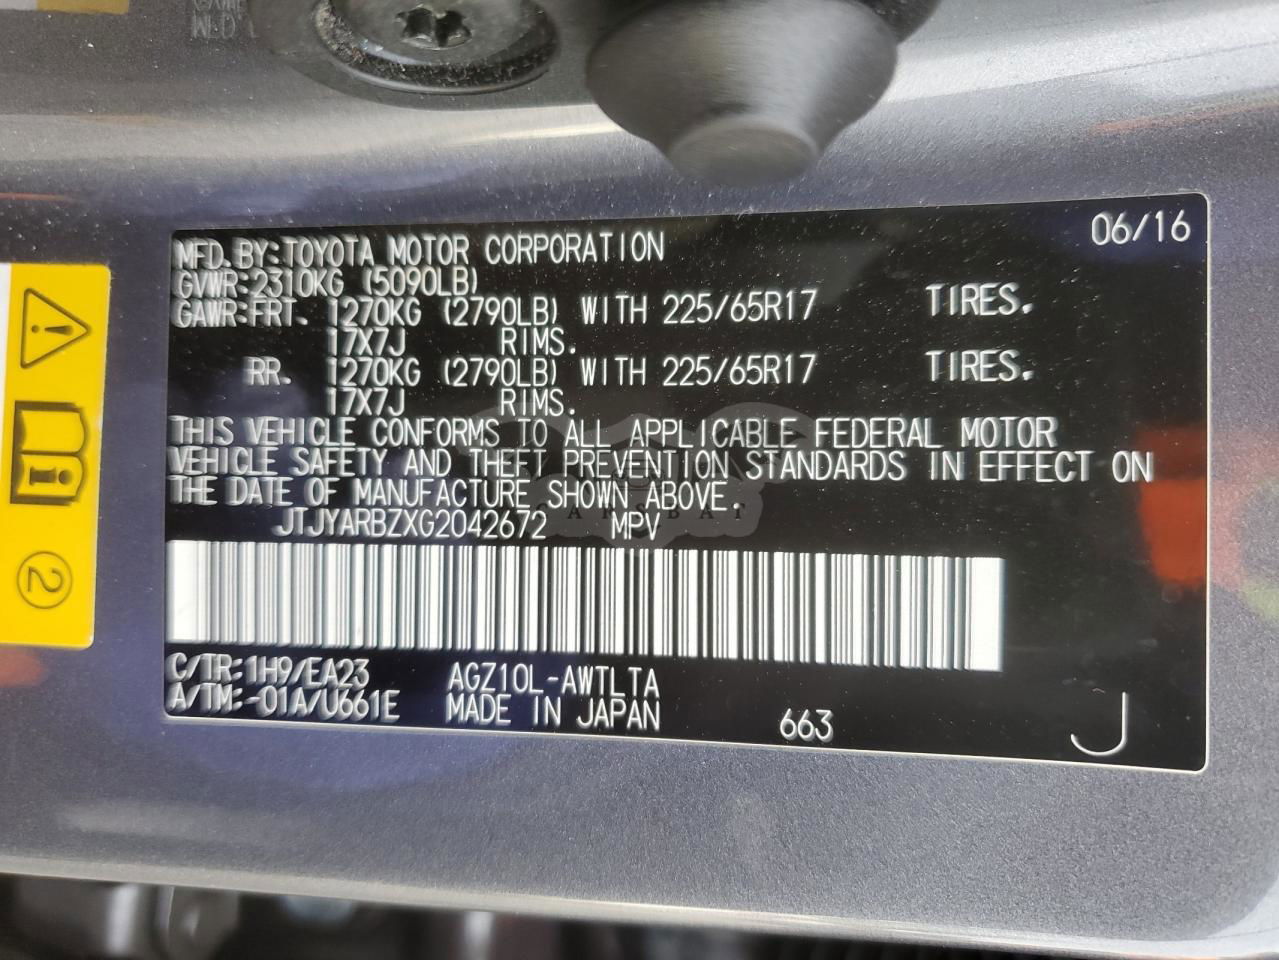 06/16
MFD.BY:TOYOTA MOTOR CORPORATION
GVWR:2310KG (5090LB)
GAWR:FRT. 1270KG (2790LB) WITH 225/65R17 TIRES.
17X7J RIMS.
RR. 1270KG (2790LB) WITH 225/65R17 TIRES.
17X7J RIMS.
THIS VEHICLE CONFORMS TO ALL APPLICABLE FEDERAL MOTOR
VEHICLE SAFETY AND THEFT PREVENTION STANDARDS IN EFFECT ON
THE DATE OF MANUFACTURE SHOWN ABOVE.
JTJYARBZXG2042672 MPV
C/TR:1H9/EA23 AGZ10L-AWTLTA
A/TM:-01A/U661E MADE IN JAPAN 663
J
2
CARSBAT